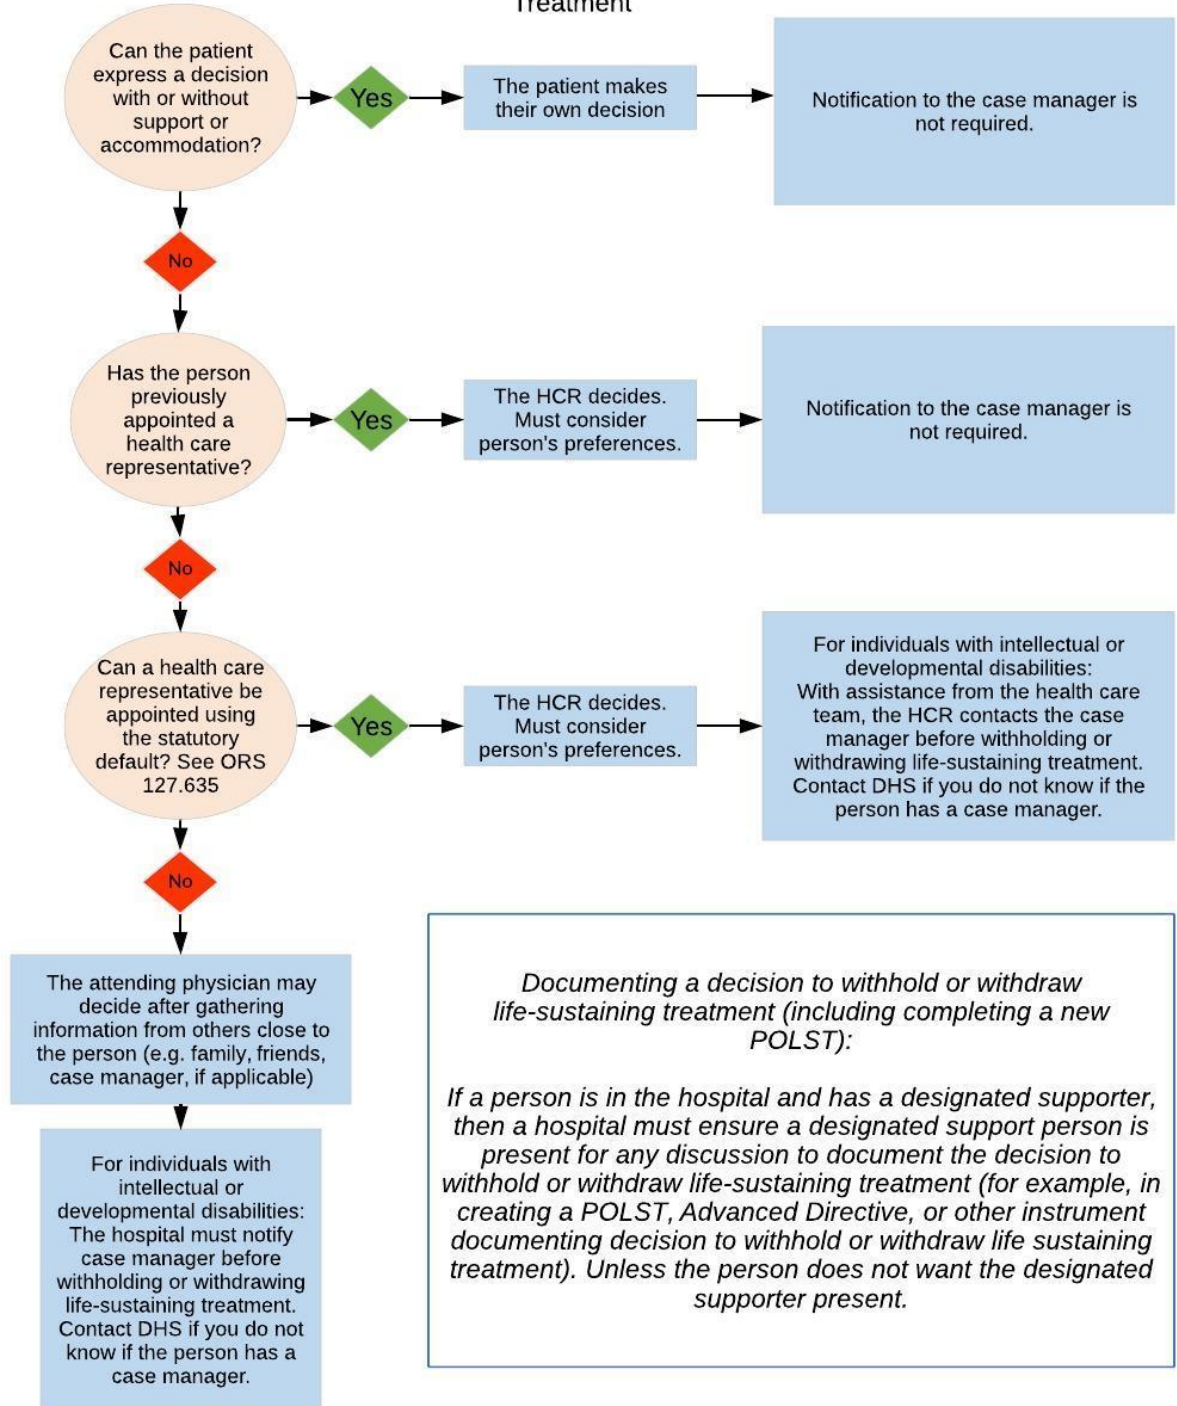 Treatment
Can the patient
express a decision
with or without
support or
accommodation?
Yes
The patient makes
their own decision
Notification to the case manager is
not required.
No
Has the person
previously
appointed a
health care
representative?
Yes
The HCR decides.
Must consider
person's preferences.
Notification to the case manager is
not required.
No
Can a health care
representative be
appointed using
the statutory
default? See ORS
127.635
Yes
The HCR decides.
Must consider
person's preferences.
For individuals with intellectual or
developmental disabilities:
With assistance from the health care
team, the HCR contacts the case
manager before withholding or
withdrawing life-sustaining treatment.
Contact DHS if you do not know if the
person has a case manager.
No
The attending physician may
decide after gathering
information from others close to
the person (e.g. family, friends,
case manager, if applicable)
For individuals with
intellectual or
developmental disabilities:
The hospital must notify
case manager before
withholding or withdrawing
life-sustaining treatment.
Contact DHS if you do not
know if the person has a
case manager.
Documenting a decision to withhold or withdraw
life-sustaining treatment (including completing a new
POLST):
If a person is in the hospital and has a designated supporter,
then a hospital must ensure a designated support person is
present for any discussion to document the decision to
withhold or withdraw life-sustaining treatment (for example, in
creating a POLST, Advanced Directive, or other instrument
documenting decision to withhold or withdraw life sustaining
treatment). Unless the person does not want the designated
supporter present.